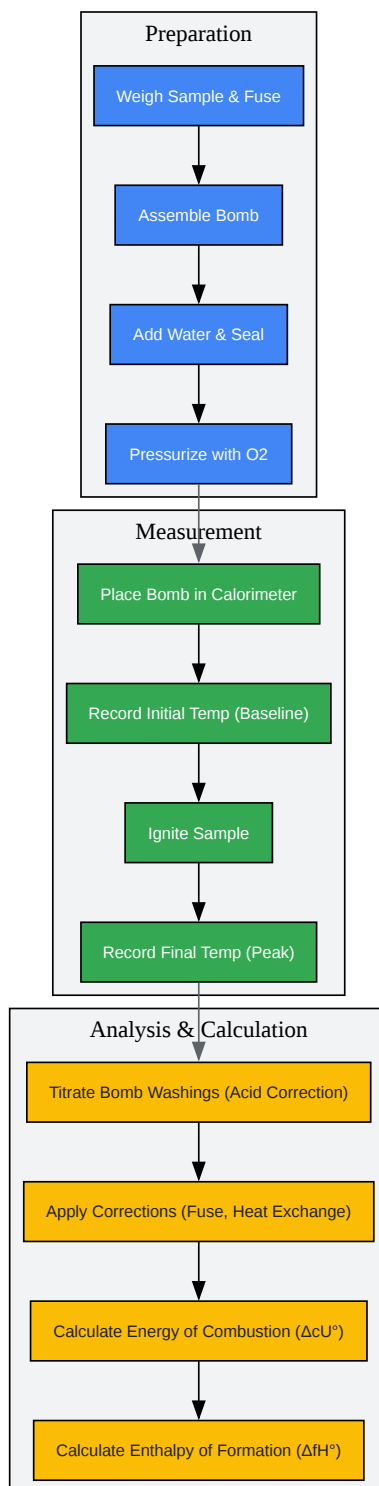 Preparation
Weigh Sample & Fuse
Assemble Bomb
Add Water & Seal
Pressurize with O2
Measurement
Place Bomb in Calorimeter
Record Initial Temp (Baseline)
Ignite Sample
Record Final Temp (Peak)
Analysis & Calculation
Titrate Bomb Washings (Acid Correction)
Apply Corrections (Fuse, Heat Exchange)
Calculate Energy of Combustion (ΔcU°)
Calculate Enthalpy of Formation (ΔfH°)